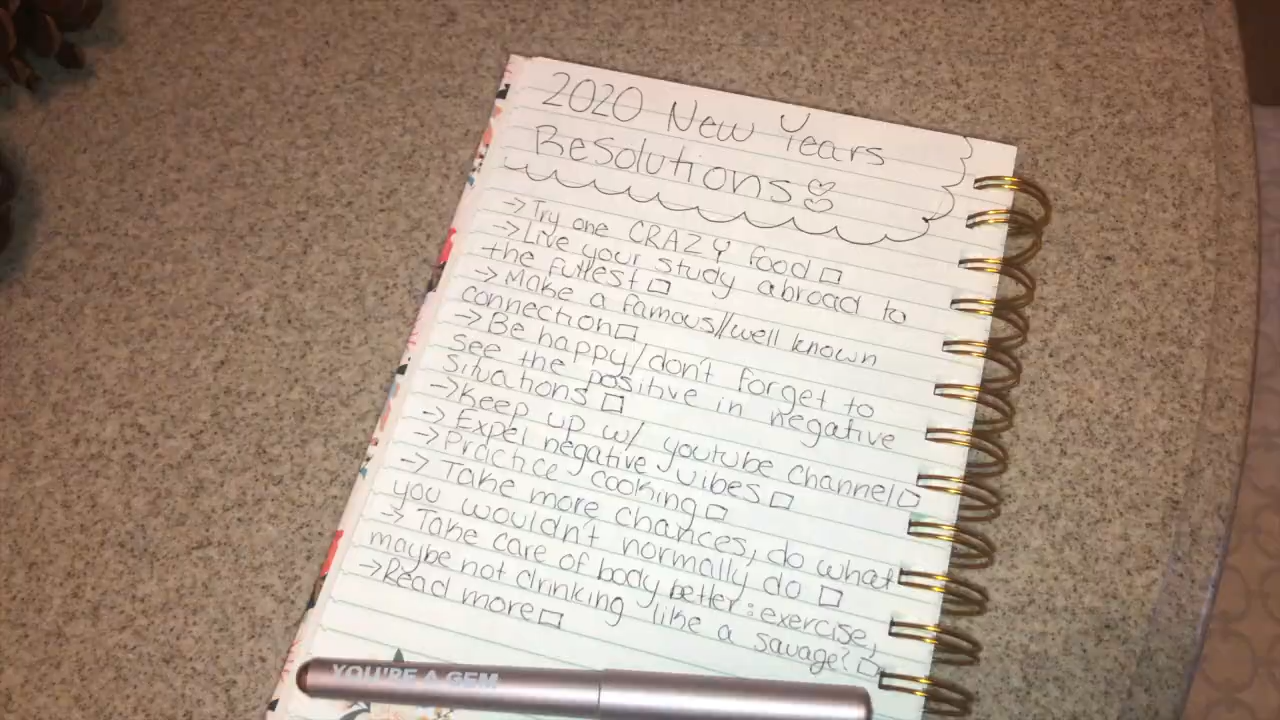 2020 New Years
Resolutions
→Try one CRAZY food □
→Live your study abroad to
the fullest □
→Make a famous//well known
connection □
→Be happy/don't forget to
see the positive in negative
situations □
→Keep up w/ youtube channel □
→Expel negative vibes □
→Practice cooking □
→Take more chances, do what
you wouldn't normally do □
→Take care of body better: exercise,
maybe not drinking like a savage? □
→Read more □
YOU'RE A GEM